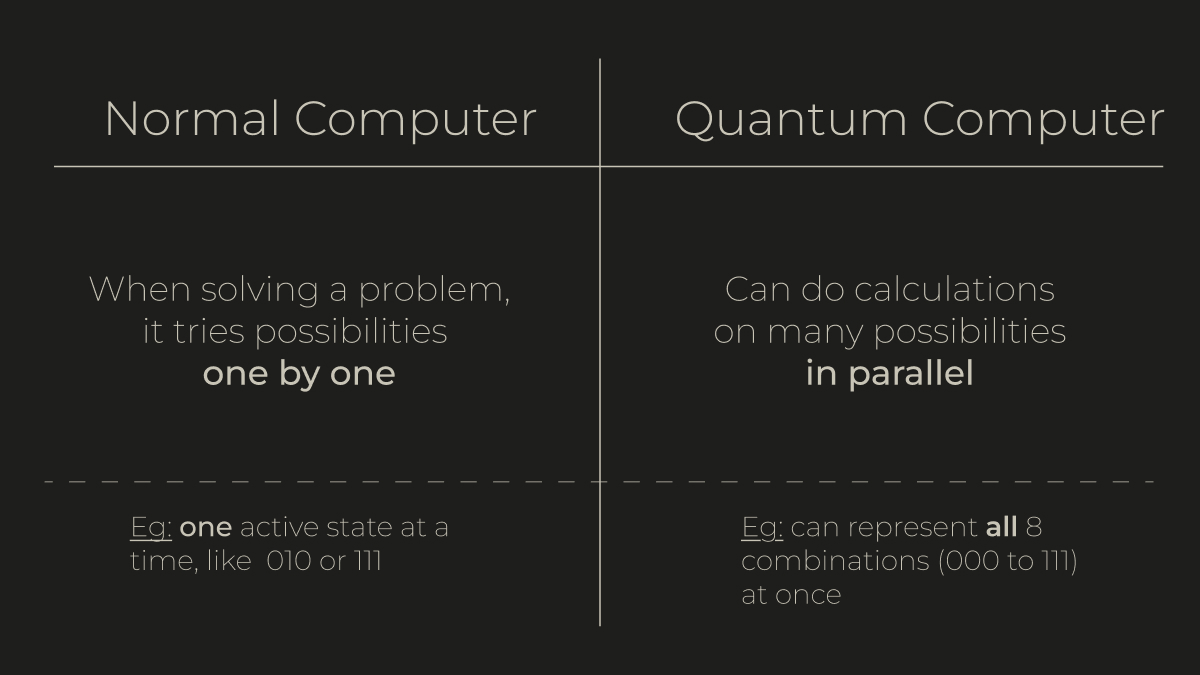 Normal Computer
Quantum Computer
When solving a problem,
it tries possibilities
one by one
Can do calculations
on many possibilities
in parallel
Eg: one active state at a
time, like  010 or 111
Eg: can represent all 8
combinations (000 to 111)
at once